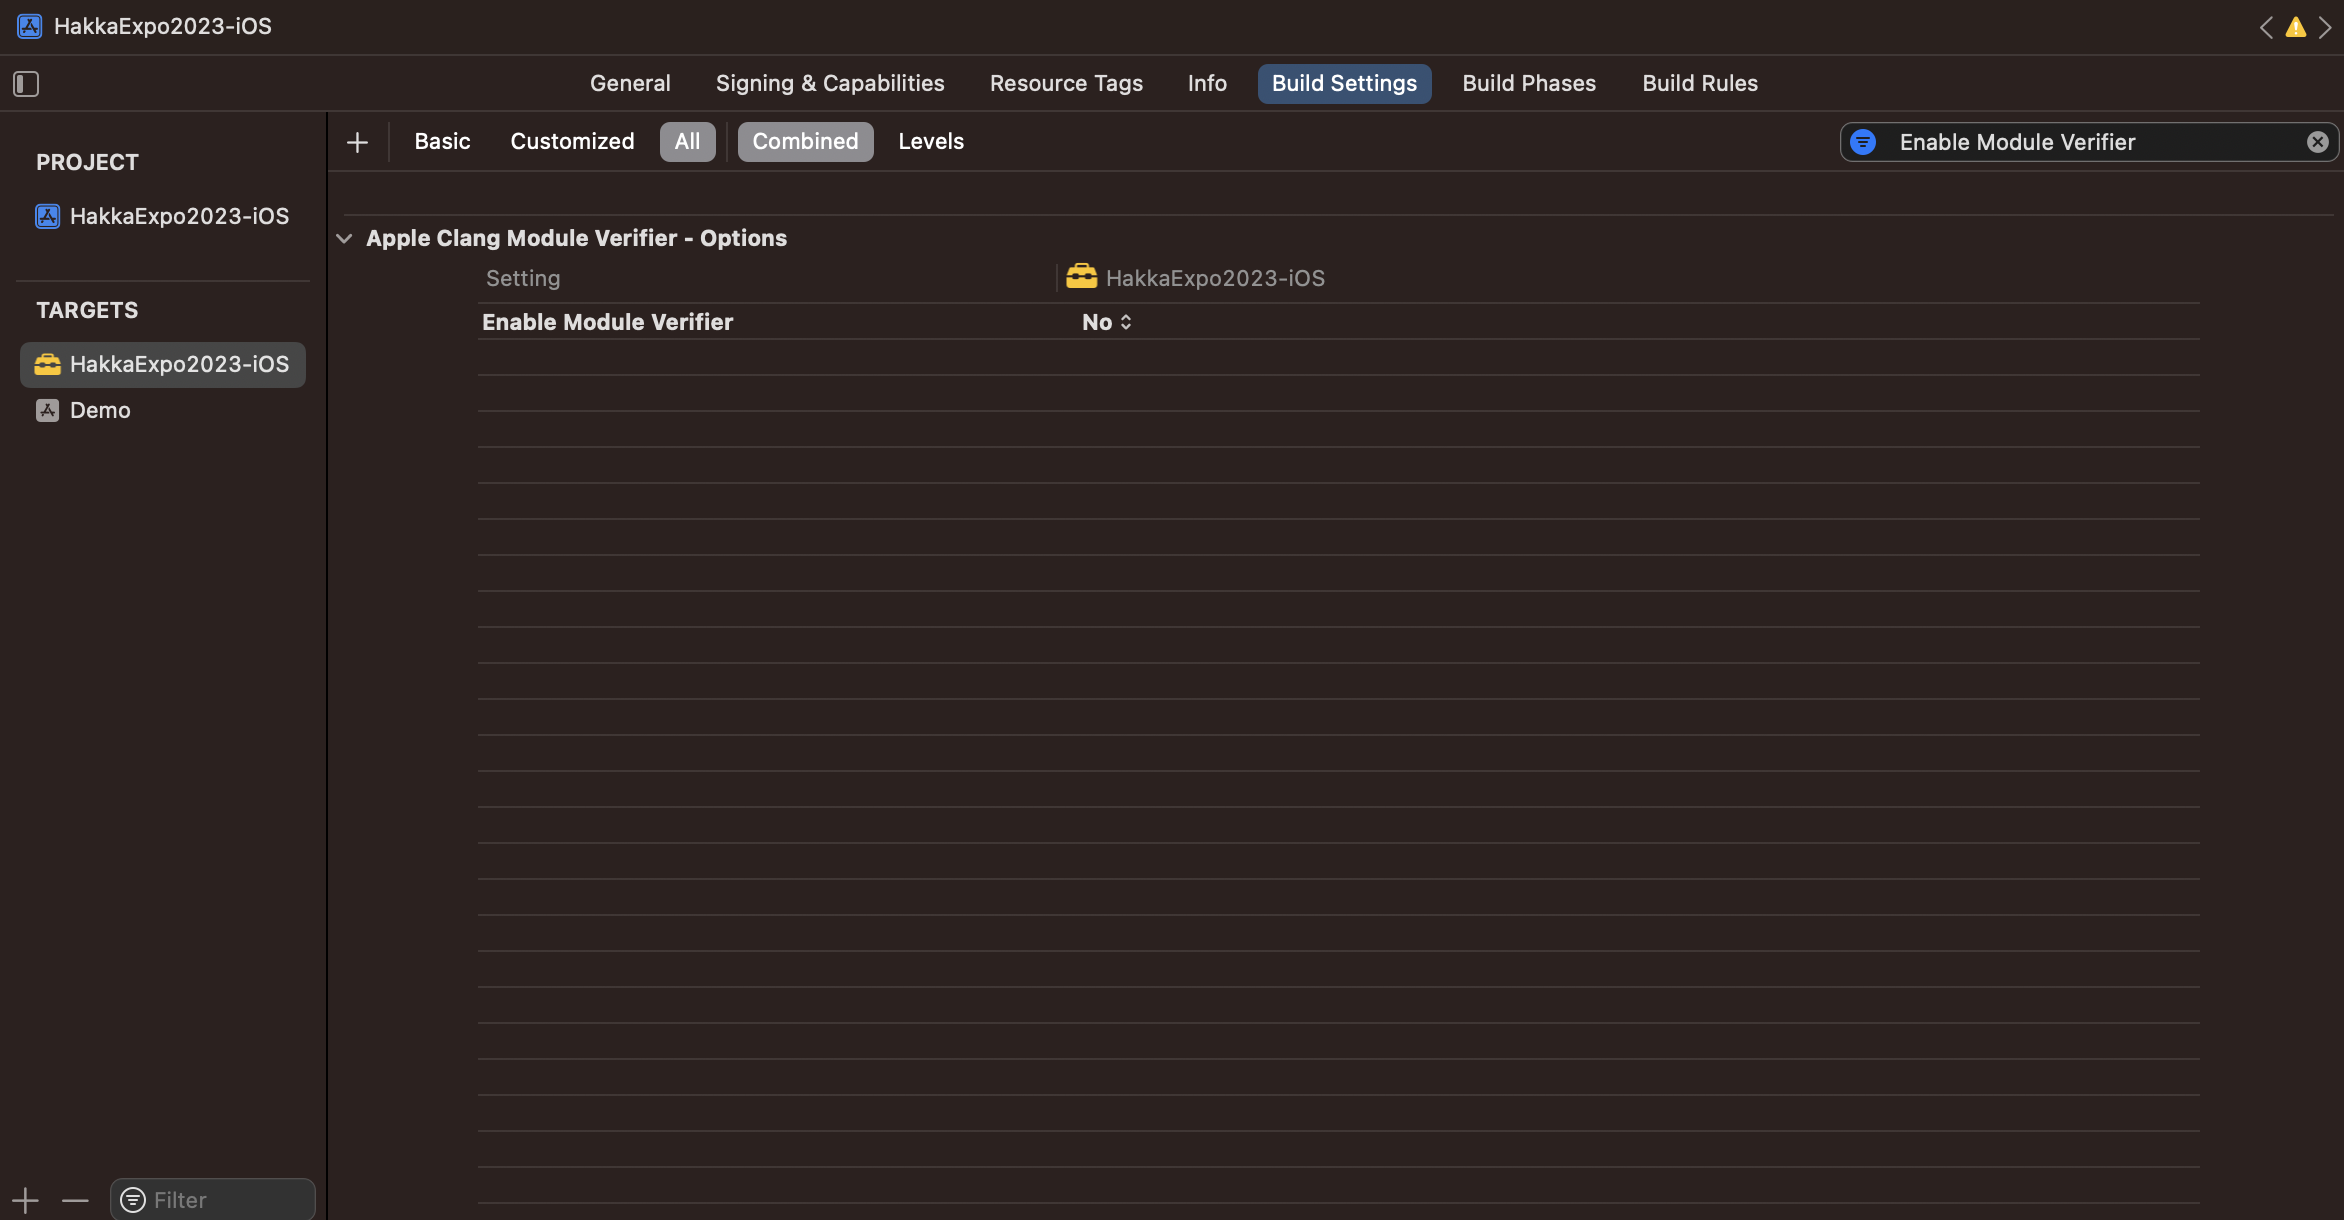 HakkaExpo2023-iOS
General Signing & Capabilities Resource Tags Info Build Settings Build Phases Build Rules
Basic Customized All Combined Levels Enable Module Verifier
PROJECT
HakkaExpo2023-iOS
TARGETS
HakkaExpo2023-iOS
Demo
Apple Clang Module Verifier - Options
Setting HakkaExpo2023-iOS
Enable Module Verifier No
Filter